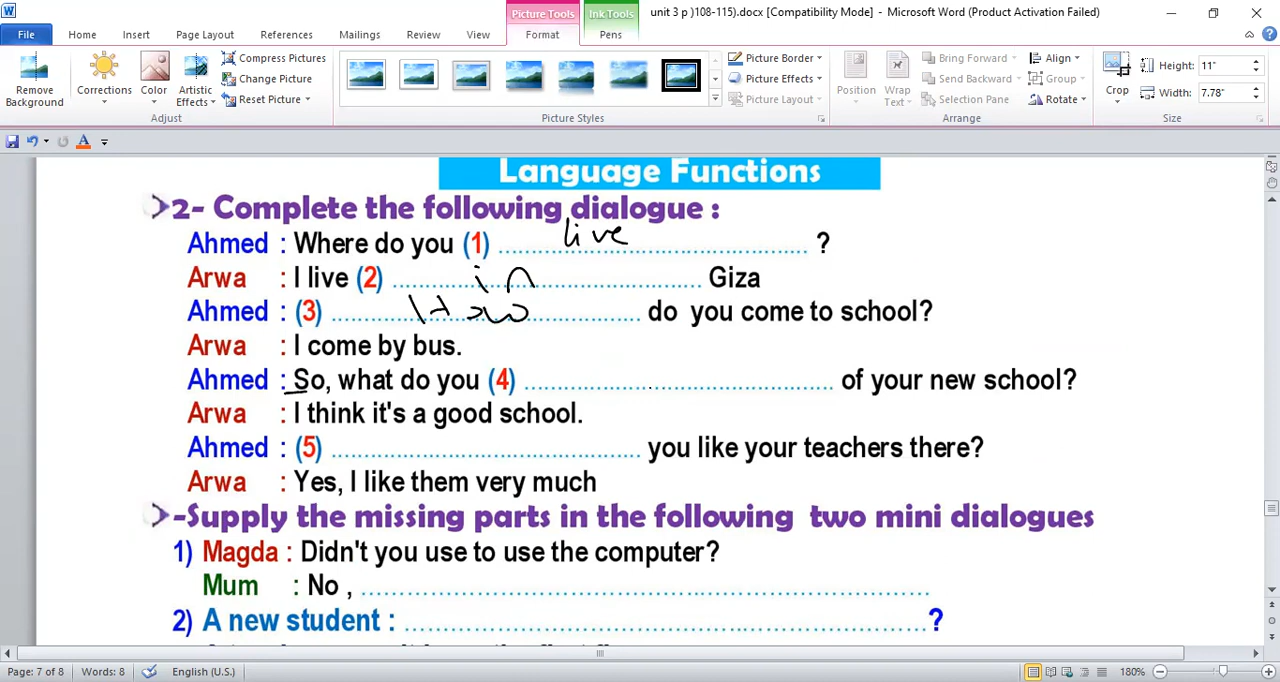 Picture Tools Ink Tools unit 3 p )108-115).docx [Compatibility Mode] - Microsoft Word (Product Activation Failed)
File Home Insert Page Layout References Mailings Review View Format Pens
Remove Background Corrections Color Artistic Effects Compress Pictures Change Picture Reset Picture Picture Border Picture Effects Picture Layout Position Wrap Text Bring Forward Send Backward Selection Pane Align Group Rotate Crop Height: 11" Width: 7.78"
Adjust Picture Styles Arrange Size
Language Functions
2- Complete the following dialogue :
Ahmed : Where do you (1) live ?
Arwa : I live (2) in Giza
Ahmed : (3) How do you come to school?
Arwa : I come by bus.
Ahmed : So, what do you (4) ........ of your new school?
Arwa : I think it's a good school.
Ahmed : (5) ........ you like your teachers there?
Arwa : Yes, I like them very much
-Supply the missing parts in the following two mini dialogues
1) Magda : Didn't you use to use the computer?
Mum : No , ........
2) A new student : ........ ?
Page: 7 of 8 Words: 8 English (U.S.) 180%